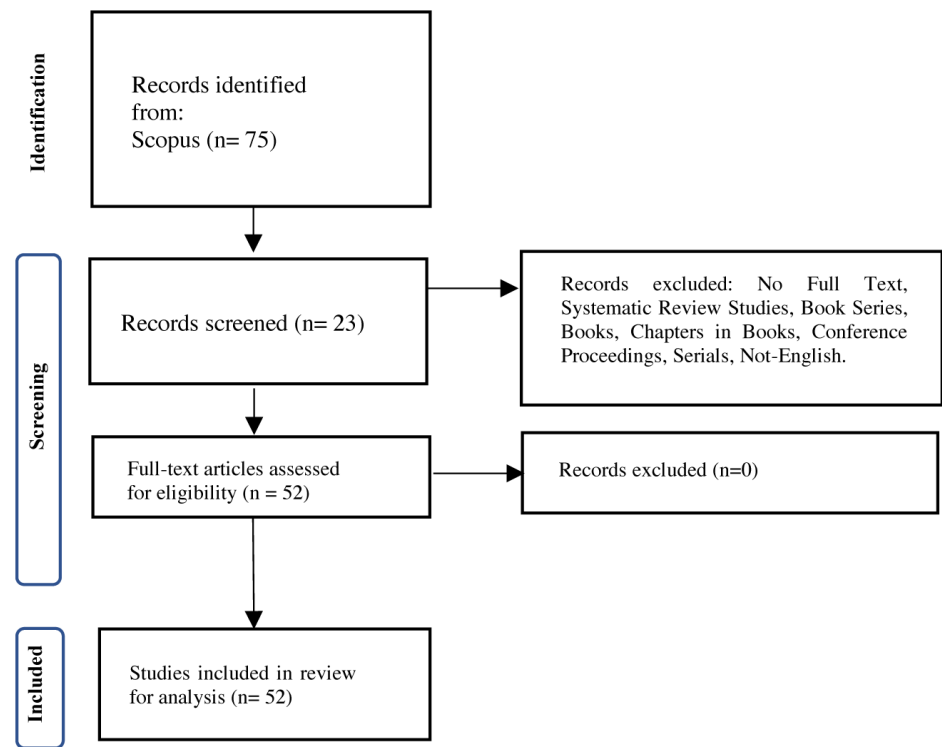 Identification
Records identified
from:
Scopus (n= 75)
Screening
Records screened (n= 23)
Records excluded: No Full Text,
Systematic Review Studies, Book Series,
Books, Chapters in Books, Conference
Proceedings, Serials, Not-English.
Full-text articles assessed
for eligibility (n = 52)
Records excluded (n=0)
Included
Studies included in review
for analysis (n= 52)